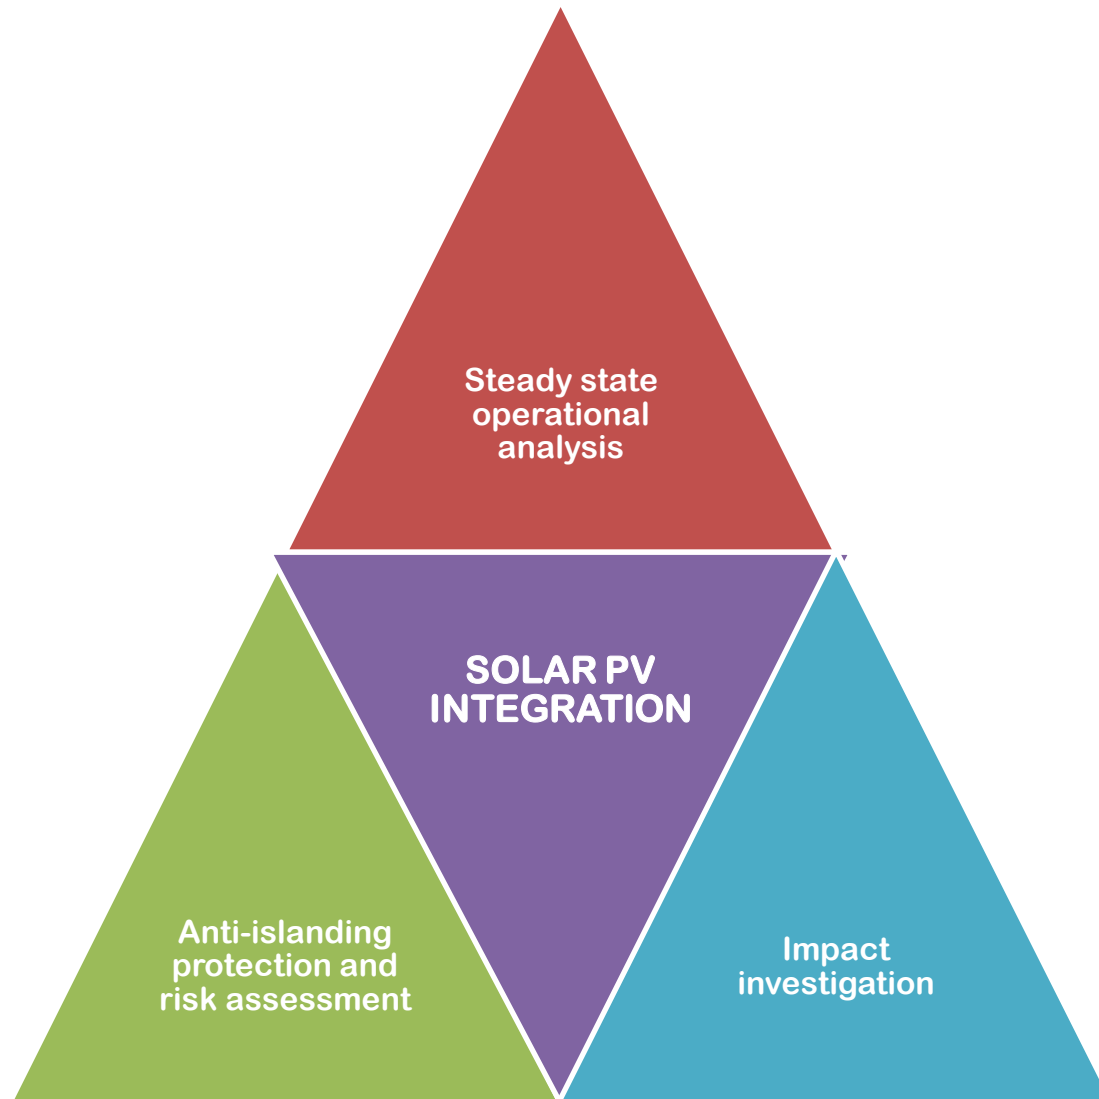 Steady state
operational
analysis
SOLAR PV
INTEGRATION
Anti-islanding
protection and
risk assessment
Impact
investigation